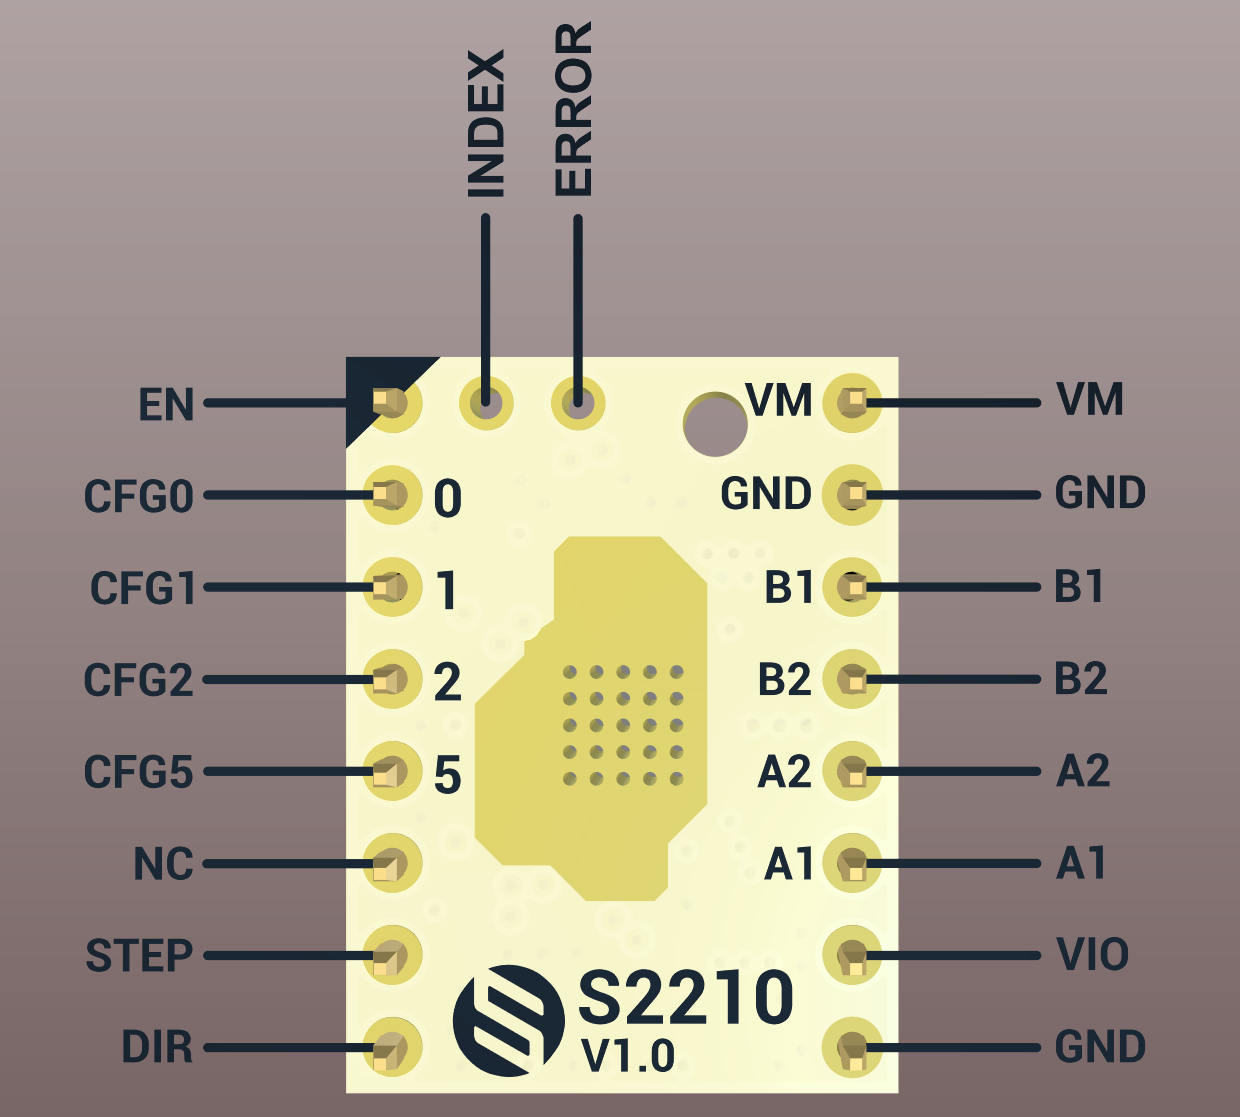 INDEX
ERROR
EN
VM
VM
CFG0
0
GND
GND
CFG1
1
B1
B1
CFG2
2
B2
B2
CFG5
5
A2
A2
NC
A1
A1
STEP
VIO
S2210
DIR
V1.0
GND